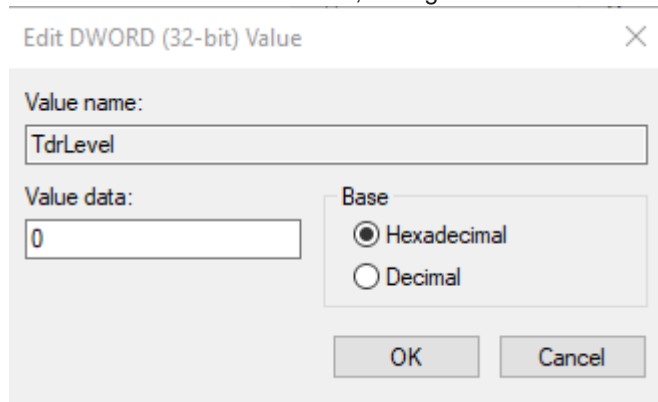 Edit DWORD (32-bit) Value
Value name:
TdrLevel
Value data:
Base
0
Hexadecimal
Decimal
OK
Cancel